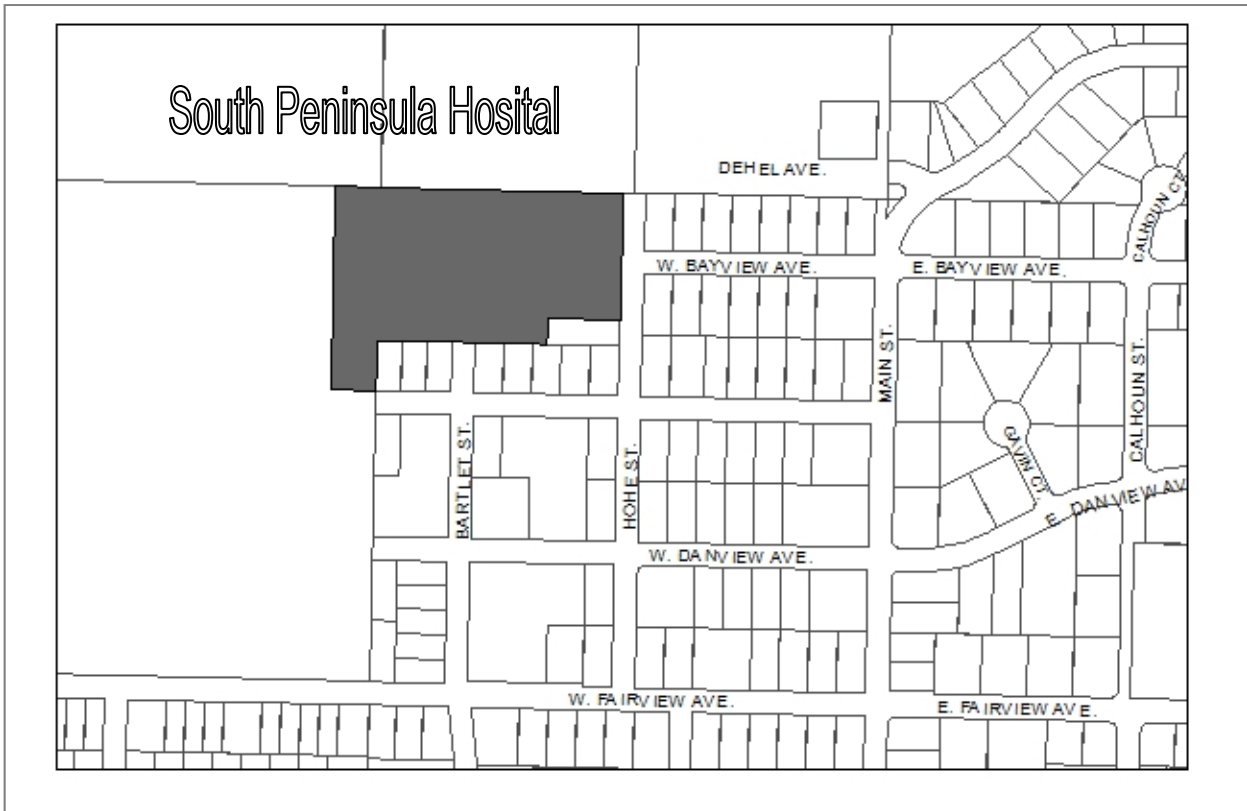 South Peninsula Hosital
DEHEL AVE.
CALHOUN CT.
W. BAYVIEW AVE.
E. BAYVIEW AVE.
MAIN ST.
CALHOUN ST.
BARTLET ST.
HOHE ST.
GAVIN CT.
E. DANVIEW AV
W. DANVIEW AVE.
W. FAIRVIEW AVE.
E. FAIRVIEW AVE.